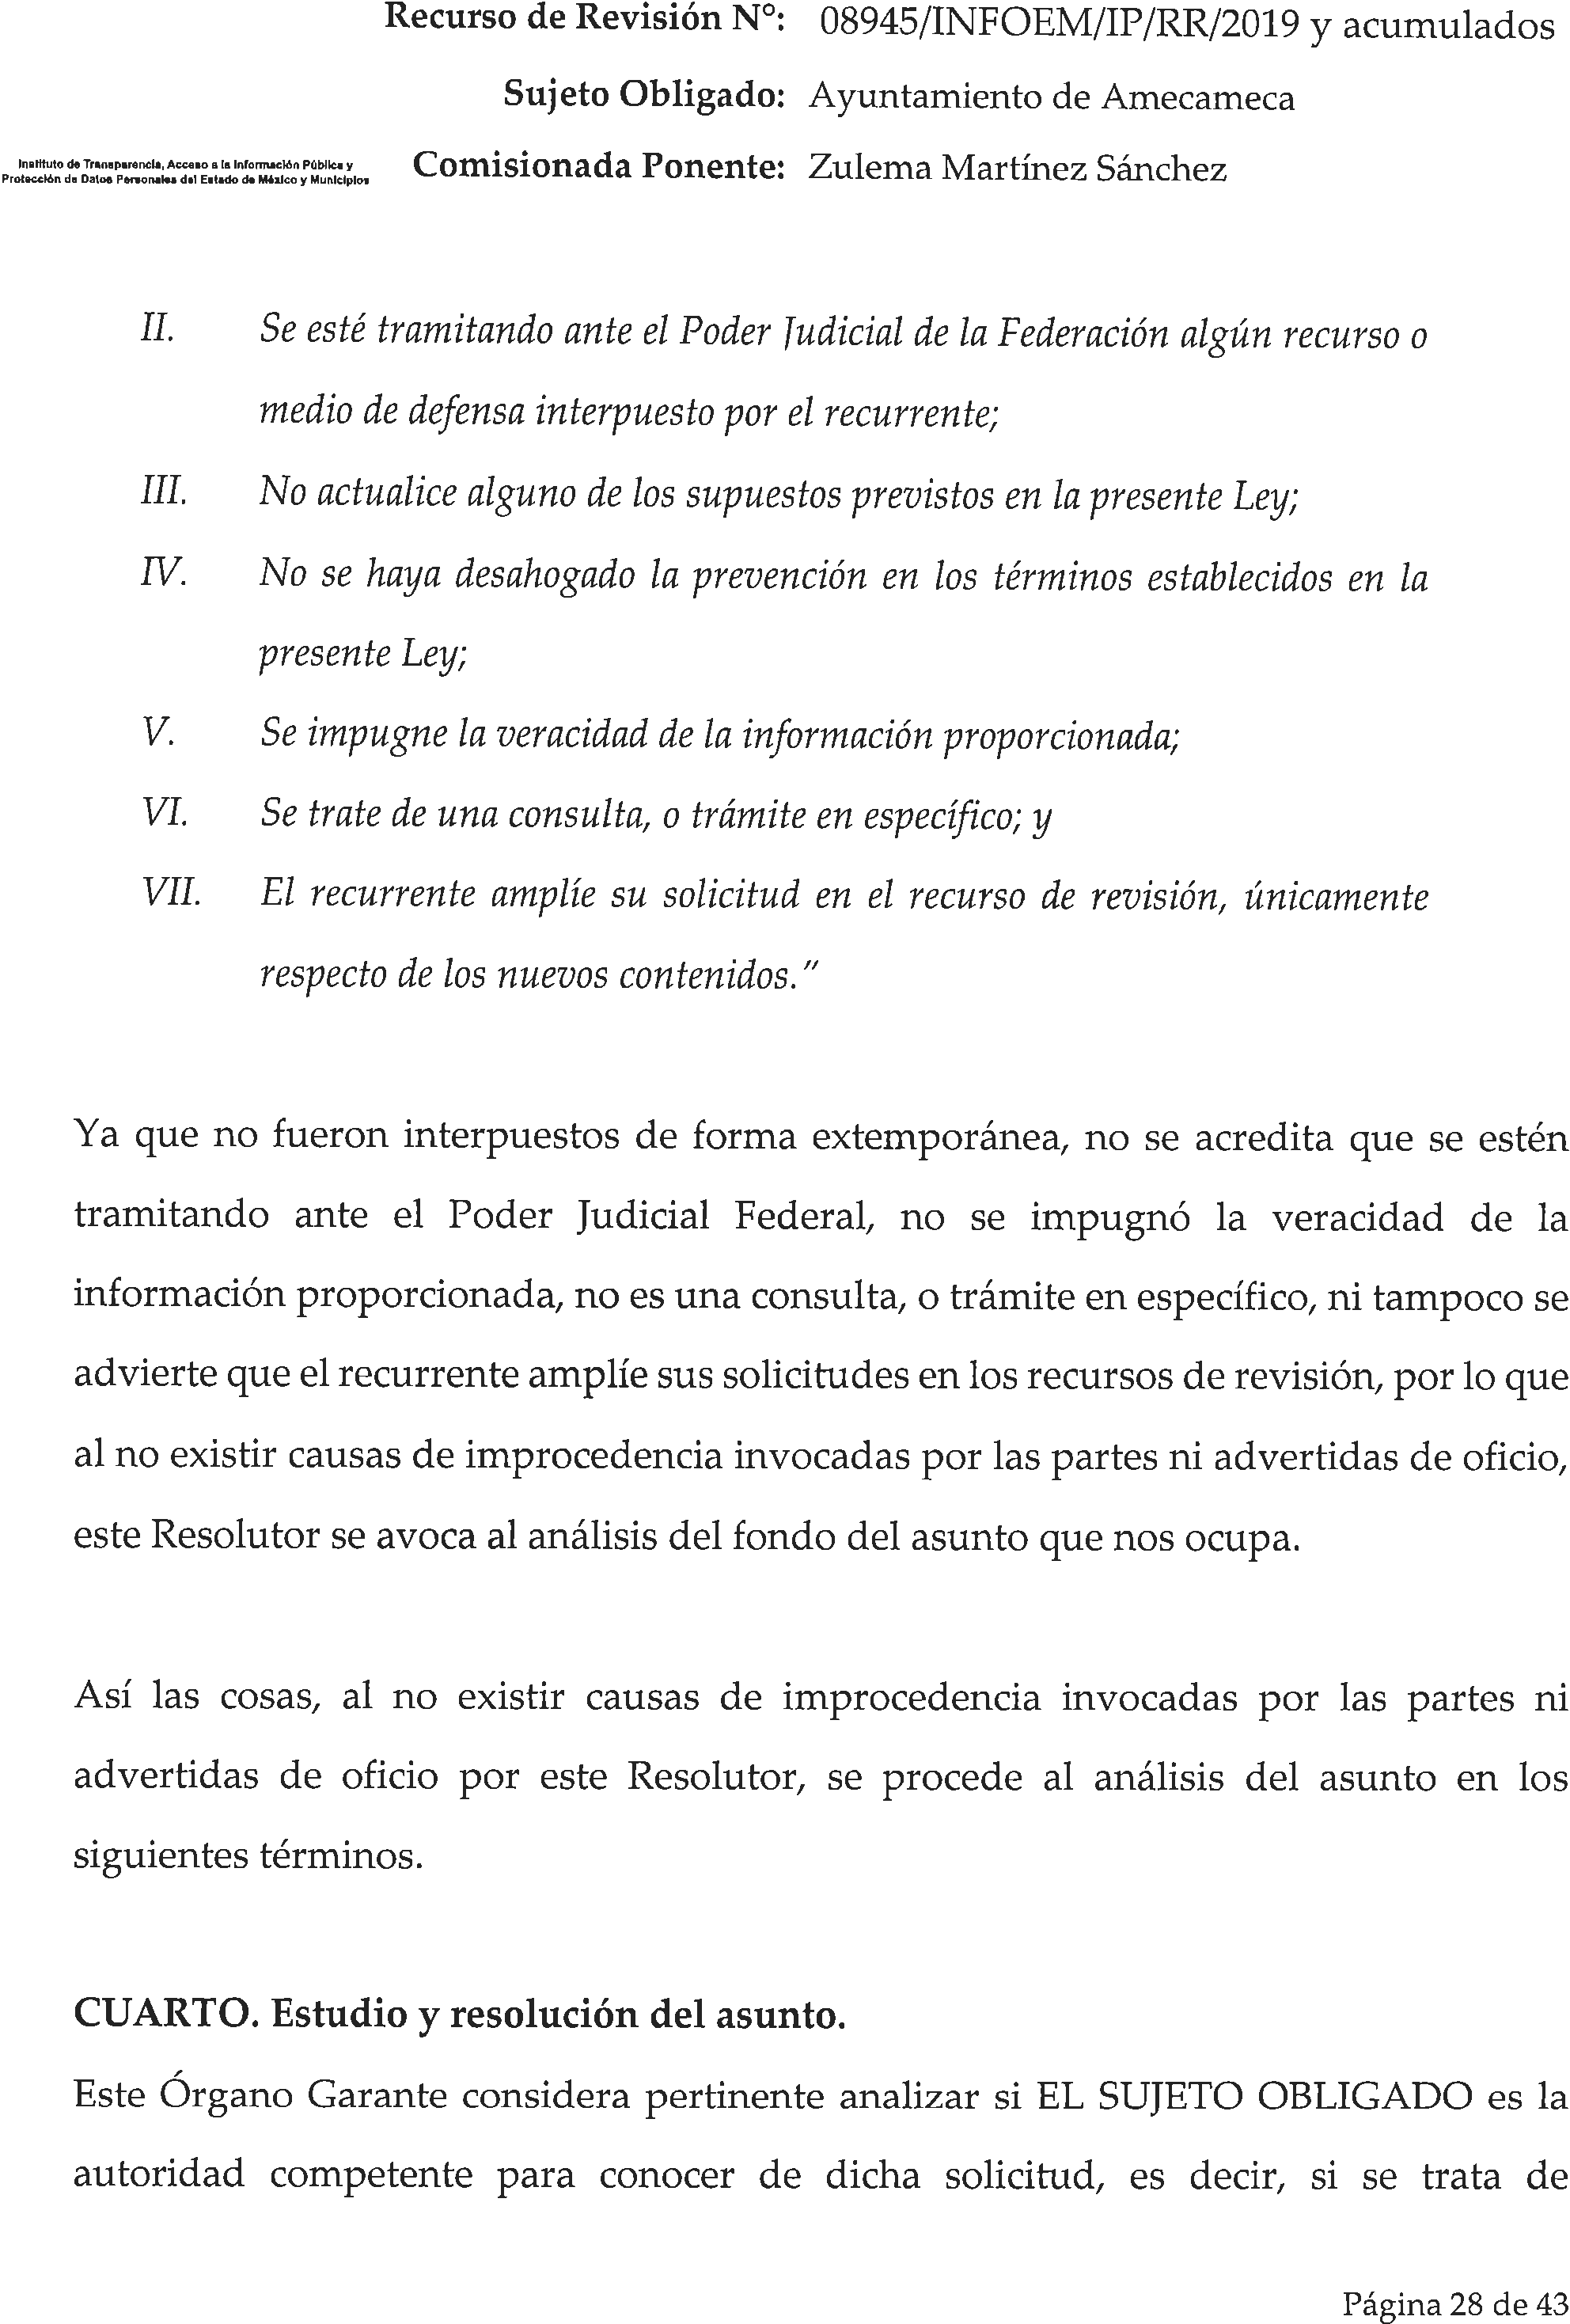 Recurso de Revisión N°: 08945/INFOEM/IP/RR/2019 y acumulados
Sujeto Obligado: Ayuntamiento de Amecameca
Instituto de Transparencia, Acceso a la Información Pública y
Protección de Datos Personales del Estado de México y Municipios
Comisionada Ponente: Zulema Martínez Sánchez
II. Se esté tramitando ante el Poder Judicial de la Federación algún recurso o
medio de defensa interpuesto por el recurrente;
III. No actualice alguno de los supuestos previstos en la presente Ley;
IV. No se haya desahogado la prevención en los términos establecidos en la
presente Ley;
V. Se impugne la veracidad de la información proporcionada;
VI. Se trate de una consulta, o trámite en específico; y
VII. El recurrente amplíe su solicitud en el recurso de revisión, únicamente
respecto de los nuevos contenidos."
Ya que no fueron interpuestos de forma extemporánea, no se acredita que se estén
tramitando ante el Poder Judicial Federal, no se impugnó la veracidad de la
información proporcionada, no es una consulta, o trámite en específico, ni tampoco se
advierte que el recurrente amplíe sus solicitudes en los recursos de revisión, por lo que
al no existir causas de improcedencia invocadas por las partes ni advertidas de oficio,
este Resolutor se avoca al análisis del fondo del asunto que nos ocupa.
Así las cosas, al no existir causas de improcedencia invocadas por las partes ni
advertidas de oficio por este Resolutor, se procede al análisis del asunto en los
siguientes términos.
CUARTO. Estudio y resolución del asunto.
Este Órgano Garante considera pertinente analizar si EL SUJETO OBLIGADO es la
autoridad competente para conocer de dicha solicitud, es decir, si se trata de
Página 28 de 43